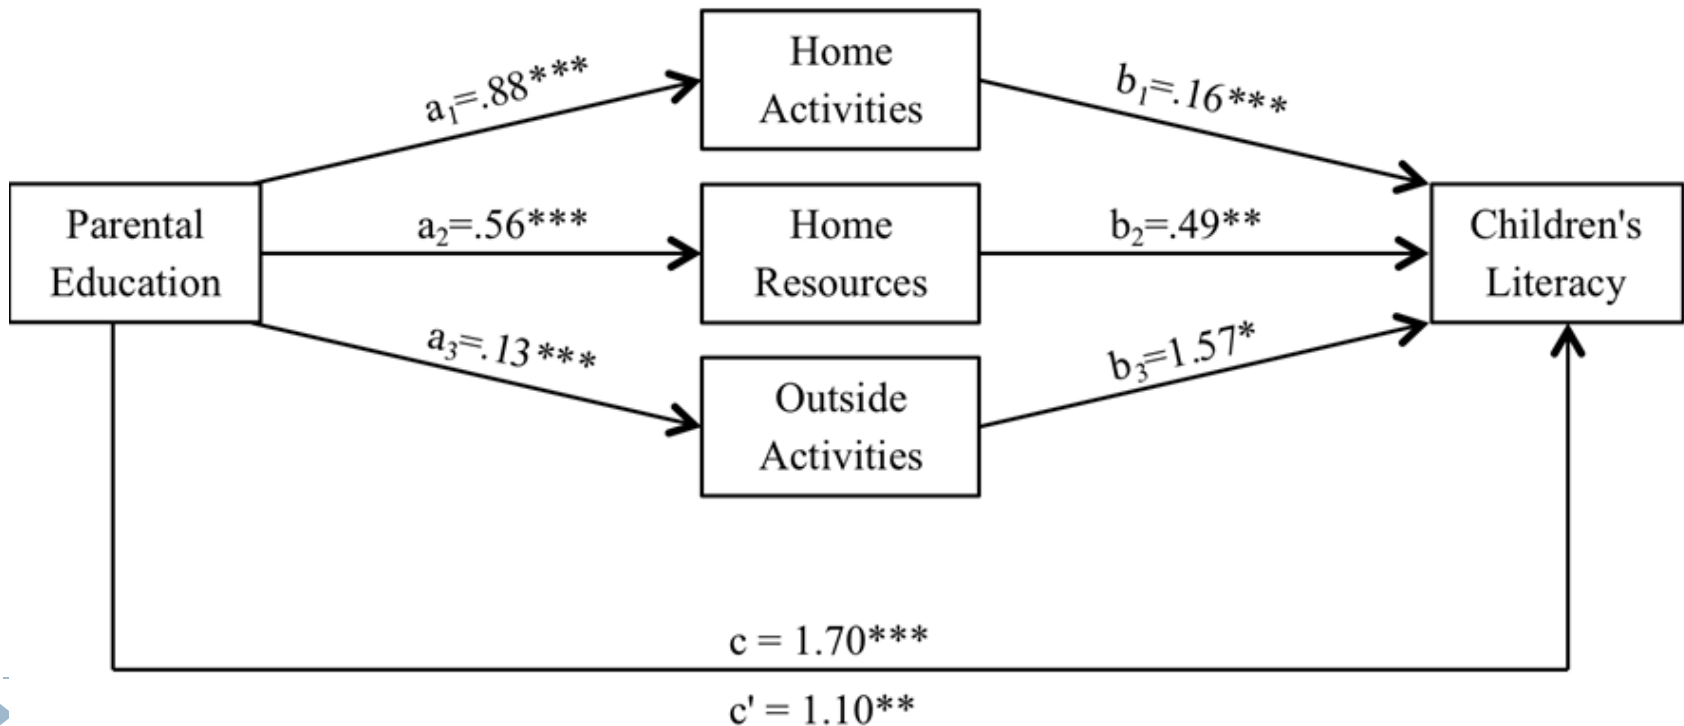 Home
Activities
a1=.88***
b1=.16***
Parental
Education
a2=.56***
Home
Resources
b2=.49**
Children's
Literacy
a3=.13***
b3=1.57*
Outside
Activities
c = 1.70***
c' = 1.10**